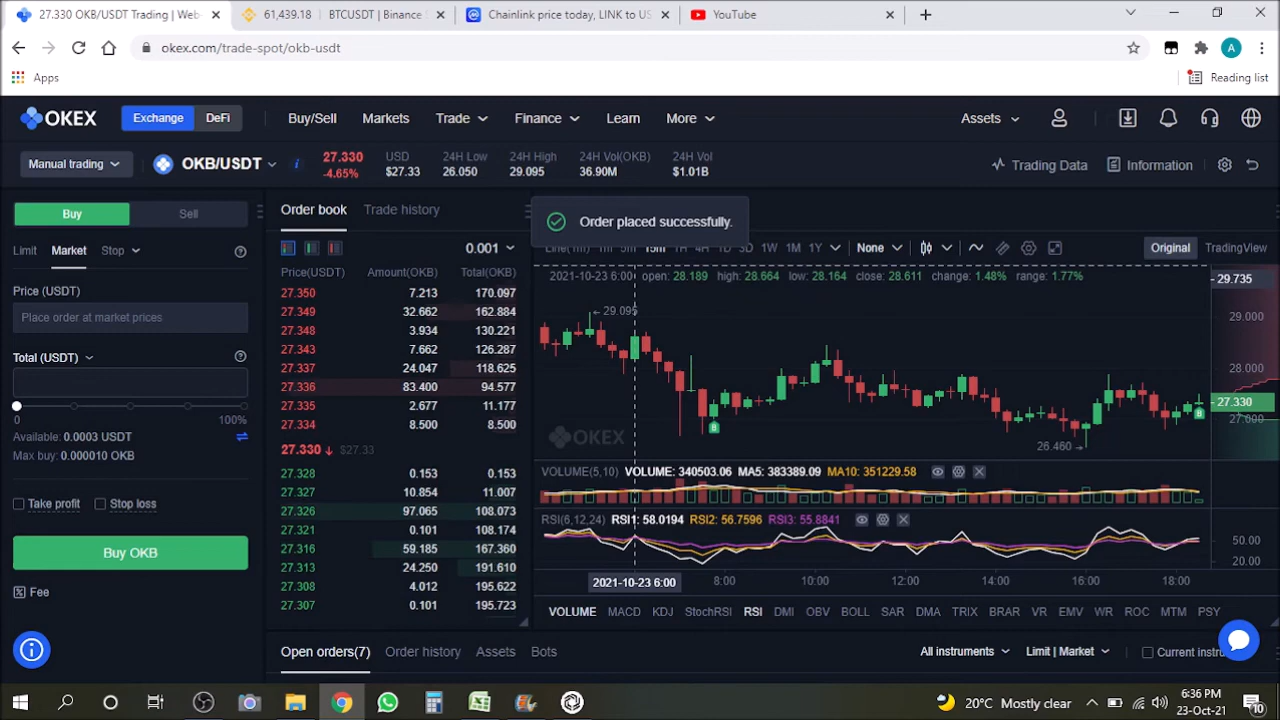 27.330 OKB/USDT Trading | Web-
61,439.18 | BTCUSDT | Binance
Chainlink price today, LINK to US
YouTube
okex.com/trade-spot/okb-usdt
A
Apps
Reading list
OKEX
Exchange
DeFi
Buy/Sell
Markets
Trade
Finance
Learn
More
Assets
Manual trading
OKB/USDT
27.330
-4.65%
USD
$27.33
24H Low
26.050
24H High
29.095
24H Vol(OKB)
36.90M
24H Vol
$1.01B
Trading Data
Information
Buy
Sell
Limit
Market
Stop
Price (USDT)
Place order at market prices
Total (USDT)
0
100%
Available: 0.0003 USDT
Max buy: 0.000010 OKB
Take profit
Stop loss
Buy OKB
Fee
Order book
Trade history
0.001
Price(USDT) Amount(OKB) Total(OKB)
27.350 7.213 170.097
27.349 32.662 162.884
27.348 3.934 130.221
27.343 7.662 126.287
27.337 24.047 118.625
27.336 83.400 94.577
27.335 2.677 11.177
27.334 8.500 8.500
27.330 $27.33
27.328 0.153 0.153
27.327 10.854 11.007
27.326 97.065 108.073
27.321 0.101 108.174
27.316 59.185 167.360
27.313 24.250 191.610
27.308 4.012 195.622
27.307 0.101 195.723
Order placed successfully.
Line(1m) 1m 5m 15m 1H 4H 1D 3D 1W 1M 1Y
None
Original
TradingView
2021-10-23 6:00 open: 28.189 high: 28.664 low: 28.164 close: 28.611 change: 1.48% range: 1.77%
29.735
29.095
29.000
28.000
27.330
27.000
B
B
OKEX
26.460
VOLUME(5,10) VOLUME: 340503.06 MA5: 383389.09 MA10: 351229.58
RSI(6,12,24) RSI1: 58.0194 RSI2: 56.7596 RSI3: 55.8841
50.00
20.00
2021-10-23 6:00 8:00 10:00 12:00 14:00 16:00 18:00
VOLUME MACD KDJ StochRSI RSI DMI OBV BOLL SAR DMA TRIX BRAR VR EMV WR ROC MTM PSY
Open orders(7)
Order history
Assets
Bots
All instruments
Limit | Market
Current instru
20°C Mostly clear
6:36 PM
23-Oct-21
10